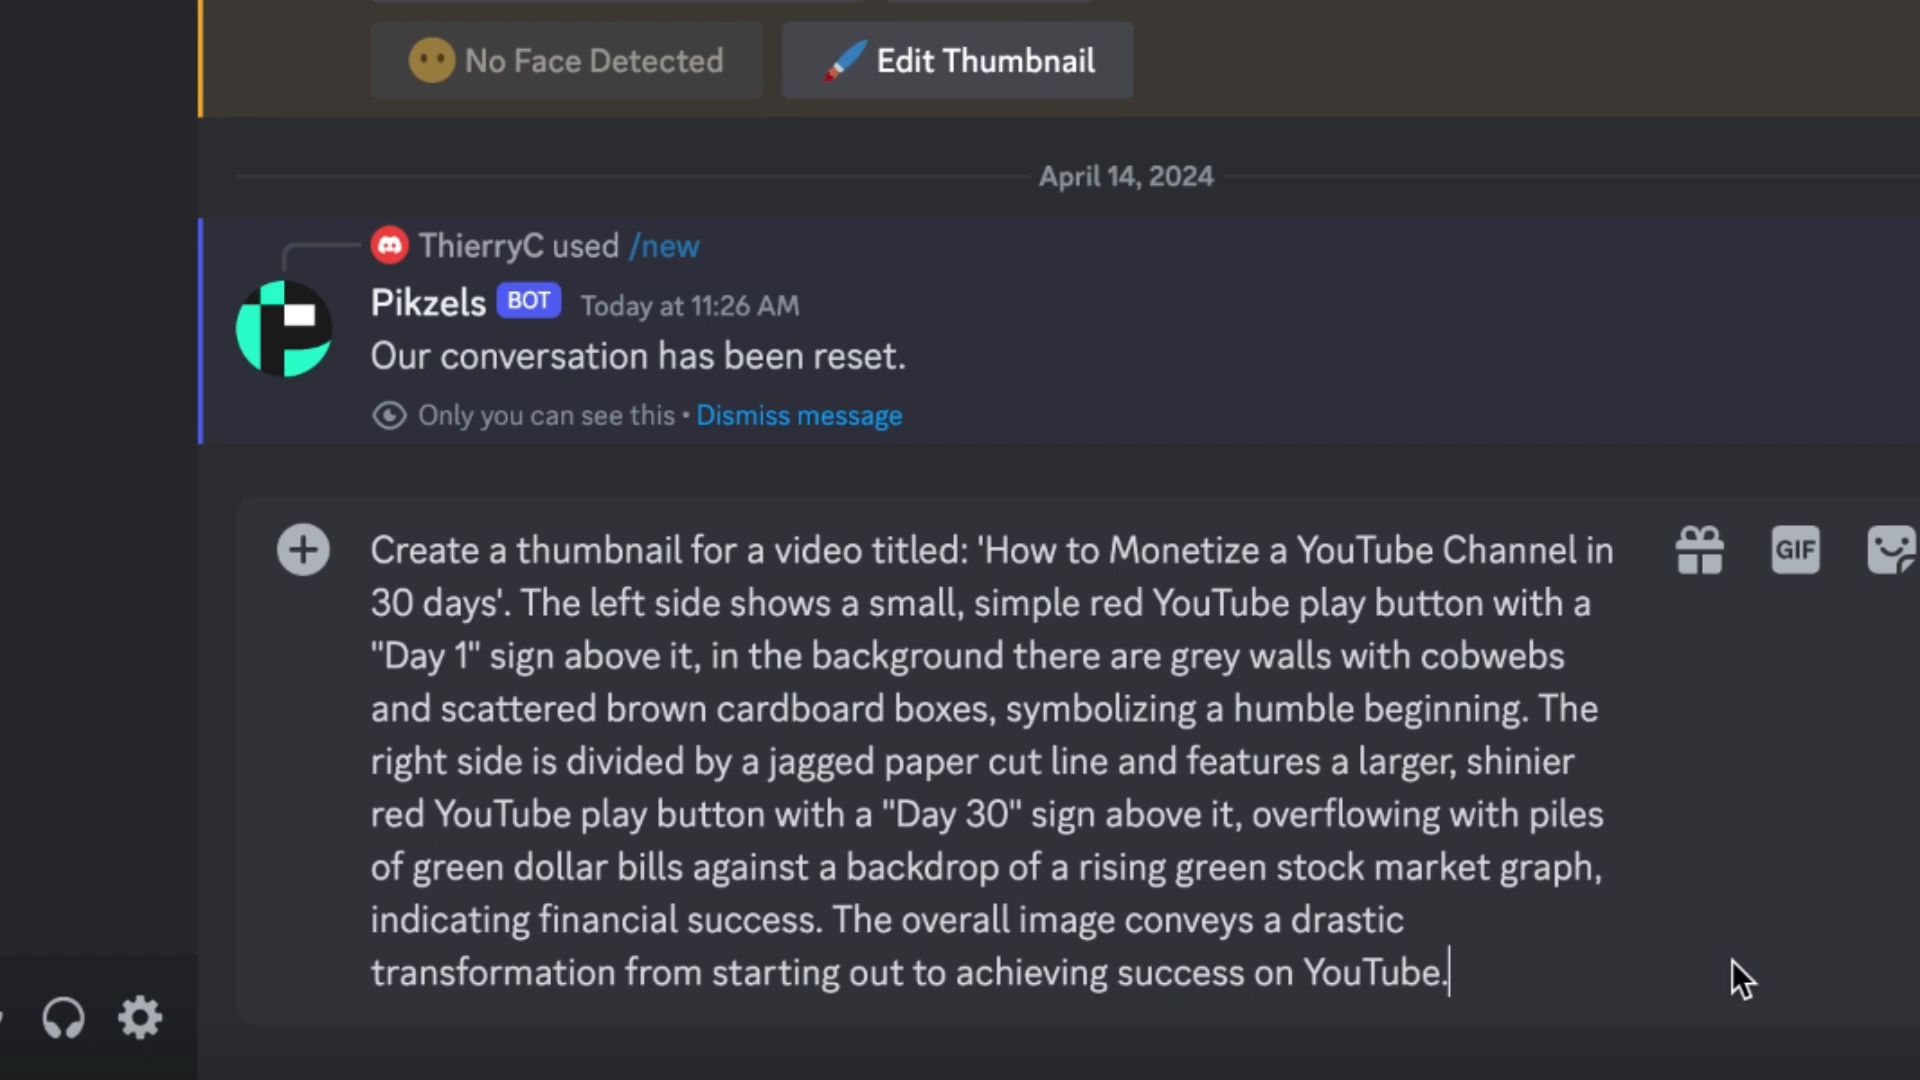 No Face Detected
Edit Thumbnail
April 14, 2024
ThierryC used /new
Pikzels BOT Today at 11:26 AM
Our conversation has been reset.
Only you can see this • Dismiss message
Create a thumbnail for a video titled: 'How to Monetize a YouTube Channel in
30 days'. The left side shows a small, simple red YouTube play button with a
"Day 1" sign above it, in the background there are grey walls with cobwebs
and scattered brown cardboard boxes, symbolizing a humble beginning. The
right side is divided by a jagged paper cut line and features a larger, shinier
red YouTube play button with a "Day 30" sign above it, overflowing with piles
of green dollar bills against a backdrop of a rising green stock market graph,
indicating financial success. The overall image conveys a drastic
transformation from starting out to achieving success on YouTube.
GIF